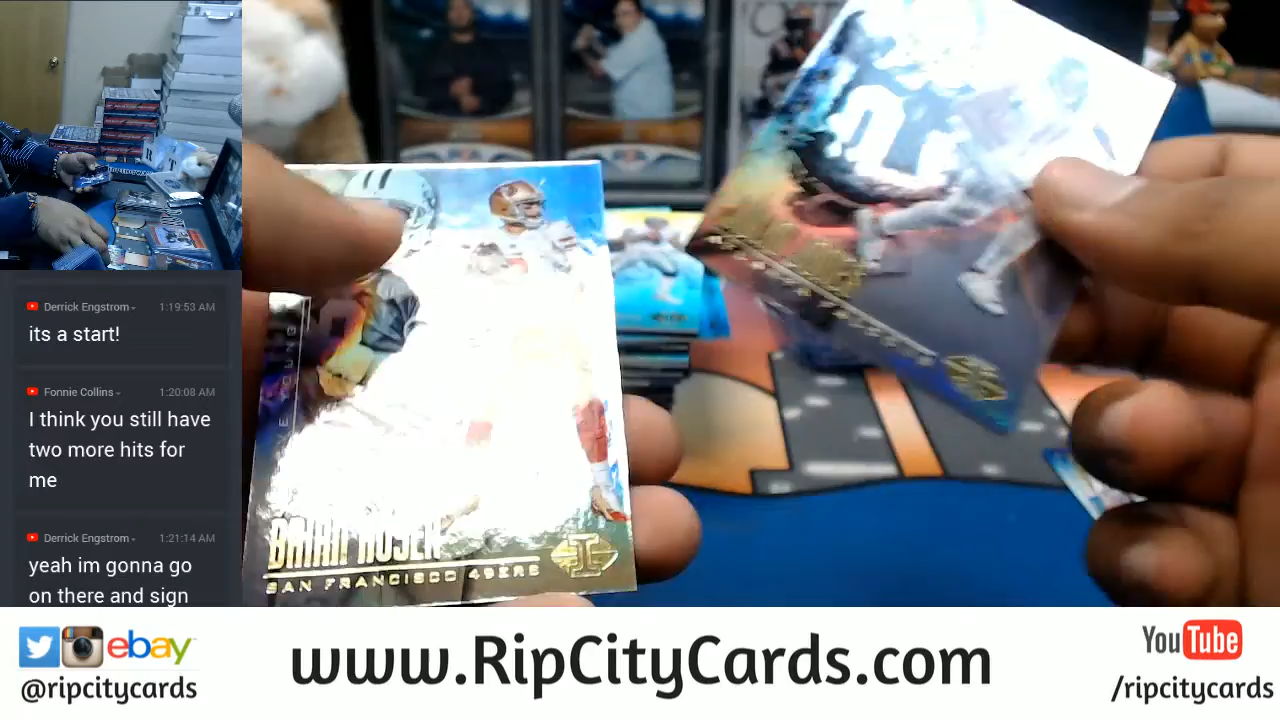 Derrick Engstrom
1:19:53 AM
its a start!
Fonnie Collins
1:20:08 AM
I think you still have
two more hits for
me
Derrick Engstrom
1:21:14 AM
yeah im gonna go
on there and sign
SAN FRANCISCO 49ERS
ebay
@ripcitycards
www.RipCityCards.com
YouTube
/ripcitycards